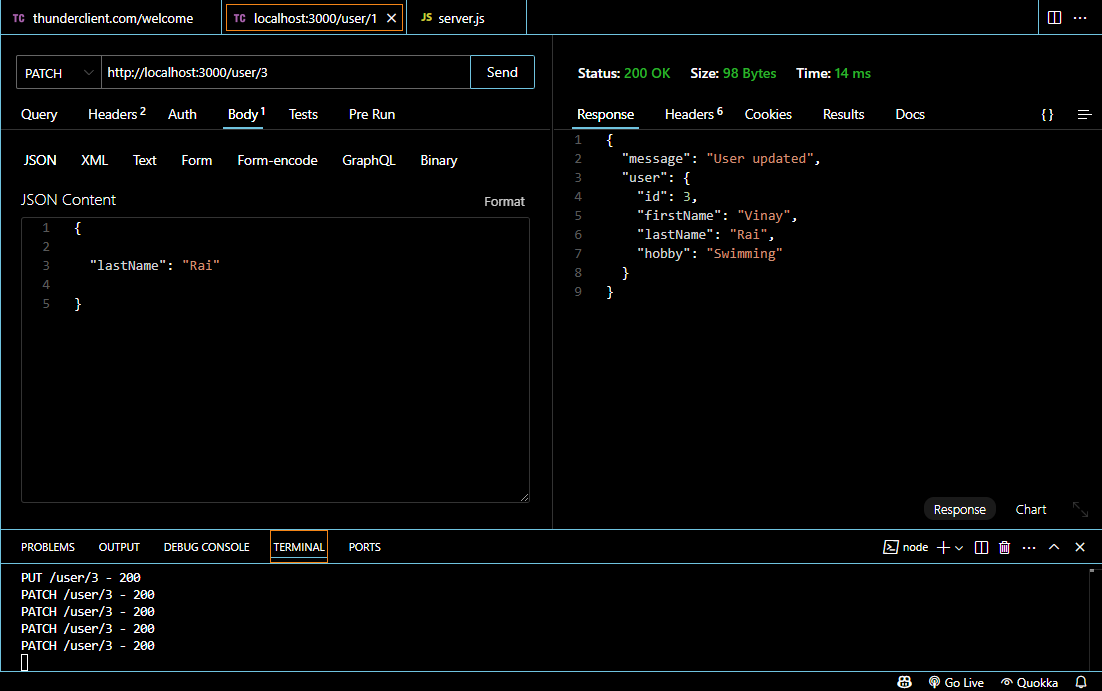 TC thunderclient.com/welcome TC localhost:3000/user/1 JS server.js
PATCH http://localhost:3000/user/3 Send
Query Headers 2 Auth Body 1 Tests Pre Run
JSON XML Text Form Form-encode GraphQL Binary
JSON Content Format
1 {
2
3 "lastName": "Rai"
4
5 }
Status: 200 OK Size: 98 Bytes Time: 14 ms
Response Headers 6 Cookies Results Docs {}
1 {
2 "message": "User updated",
3 "user": {
4 "id": 3,
5 "firstName": "Vinay",
6 "lastName": "Rai",
7 "hobby": "Swimming"
8 }
9 }
Response Chart
PROBLEMS OUTPUT DEBUG CONSOLE TERMINAL PORTS node
PUT /user/3 - 200
PATCH /user/3 - 200
PATCH /user/3 - 200
PATCH /user/3 - 200
PATCH /user/3 - 200
Go Live Quokka